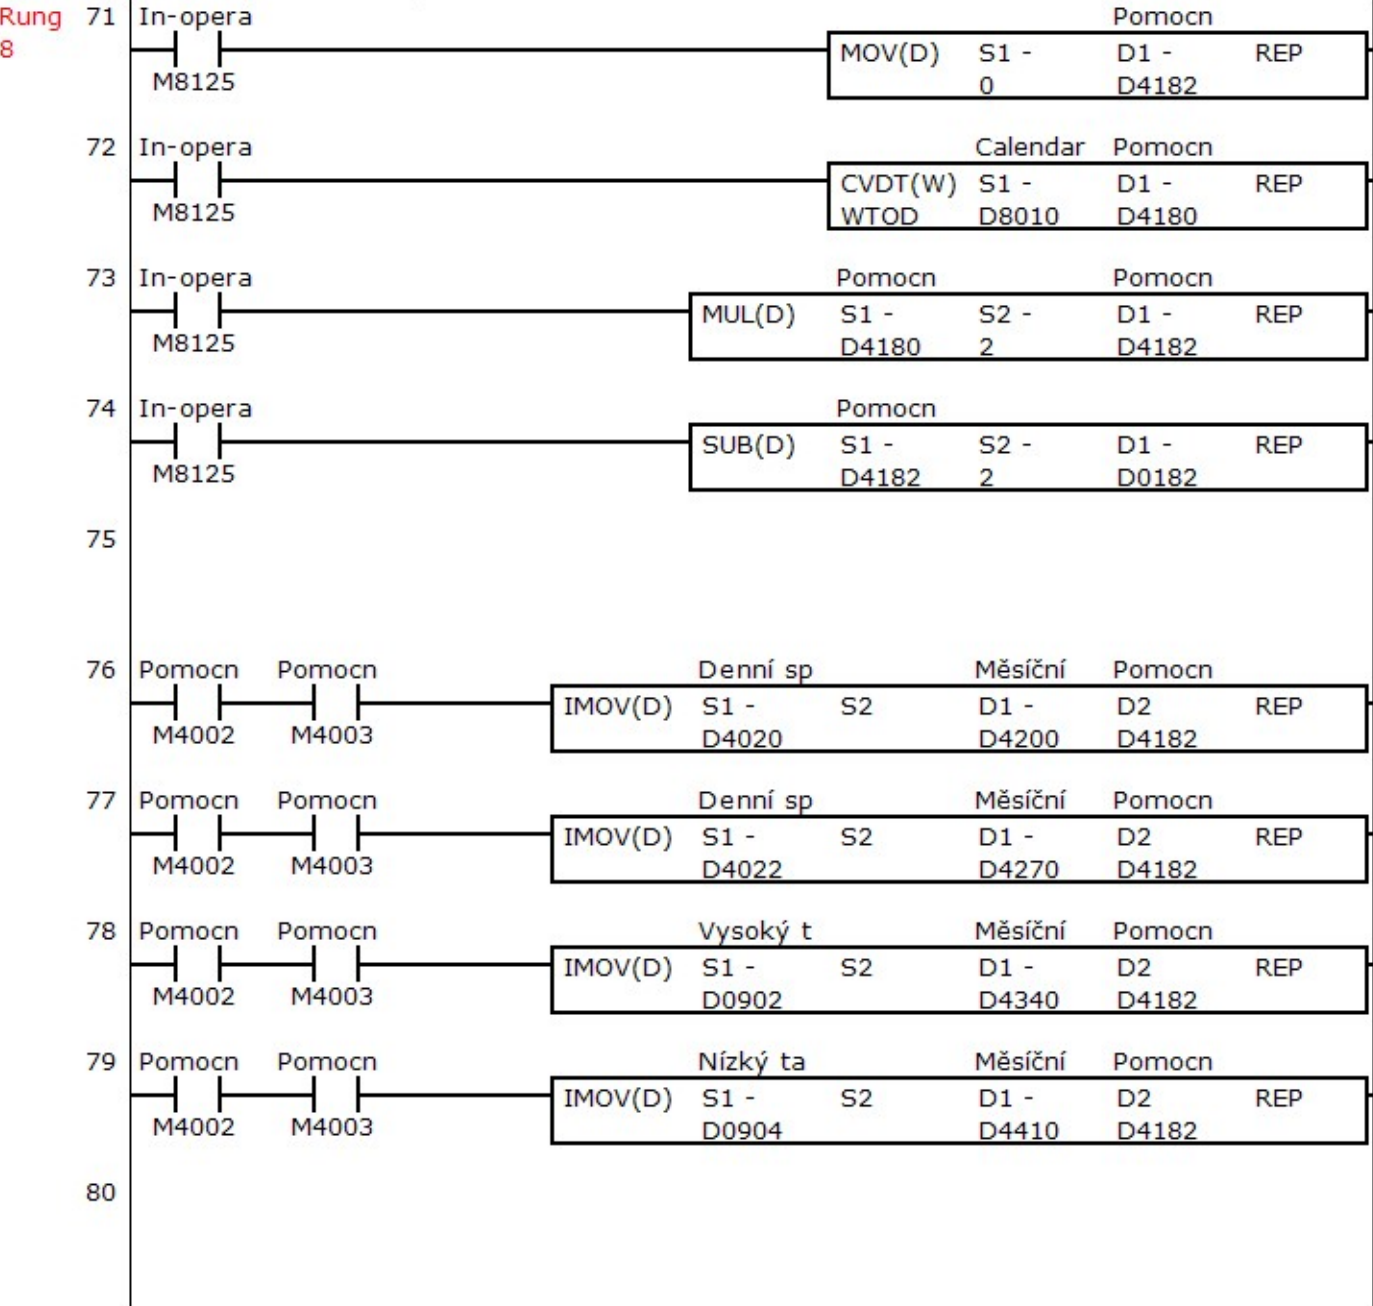 Rung 71 In-opera Pomocn
8 MOV(D) S1 - D1 - REP
M8125 0 D4182
72 In-opera Calendar Pomocn
CVDT(W) S1 - D1 - REP
M8125 WTOD D8010 D4180
73 In-opera Pomocn Pomocn
MUL(D) S1 - S2 - D1 - REP
M8125 D4180 2 D4182
74 In-opera Pomocn
SUB(D) S1 - S2 - D1 - REP
M8125 D4182 2 D0182
75
76 Pomocn Pomocn Denní sp Měsíční Pomocn
IMOV(D) S1 - S2 D1 - D2 REP
M4002 M4003 D4020 D4200 D4182
77 Pomocn Pomocn Denní sp Měsíční Pomocn
IMOV(D) S1 - S2 D1 - D2 REP
M4002 M4003 D4022 D4270 D4182
78 Pomocn Pomocn Vysoký t Měsíční Pomocn
IMOV(D) S1 - S2 D1 - D2 REP
M4002 M4003 D0902 D4340 D4182
79 Pomocn Pomocn Nízký ta Měsíční Pomocn
IMOV(D) S1 - S2 D1 - D2 REP
M4002 M4003 D0904 D4410 D4182
80